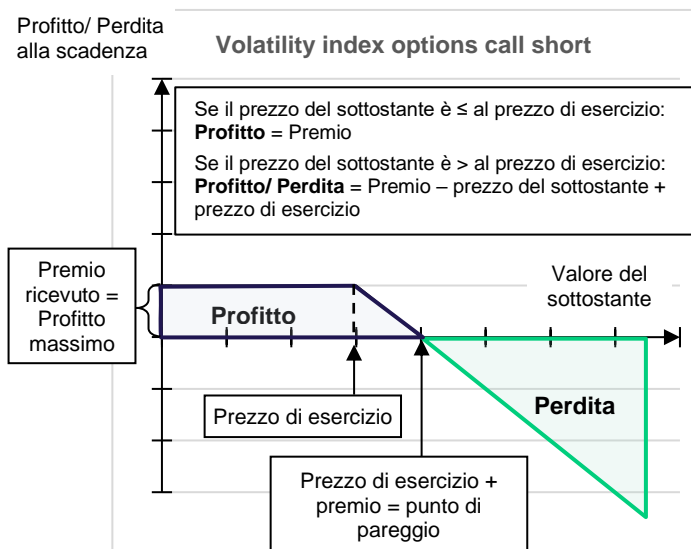 Profitto/ Perdita
alla scadenza
Volatility index options call short
Se il prezzo del sottostante è ≤ al prezzo di esercizio:
Profitto = Premio
Se il prezzo del sottostante è > al prezzo di esercizio:
Profitto/ Perdita = Premio – prezzo del sottostante +
prezzo di esercizio
Premio
ricevuto =
Profitto
massimo
Profitto
Valore del
sottostante
Prezzo di esercizio
Perdita
Prezzo di esercizio +
premio = punto di
pareggio